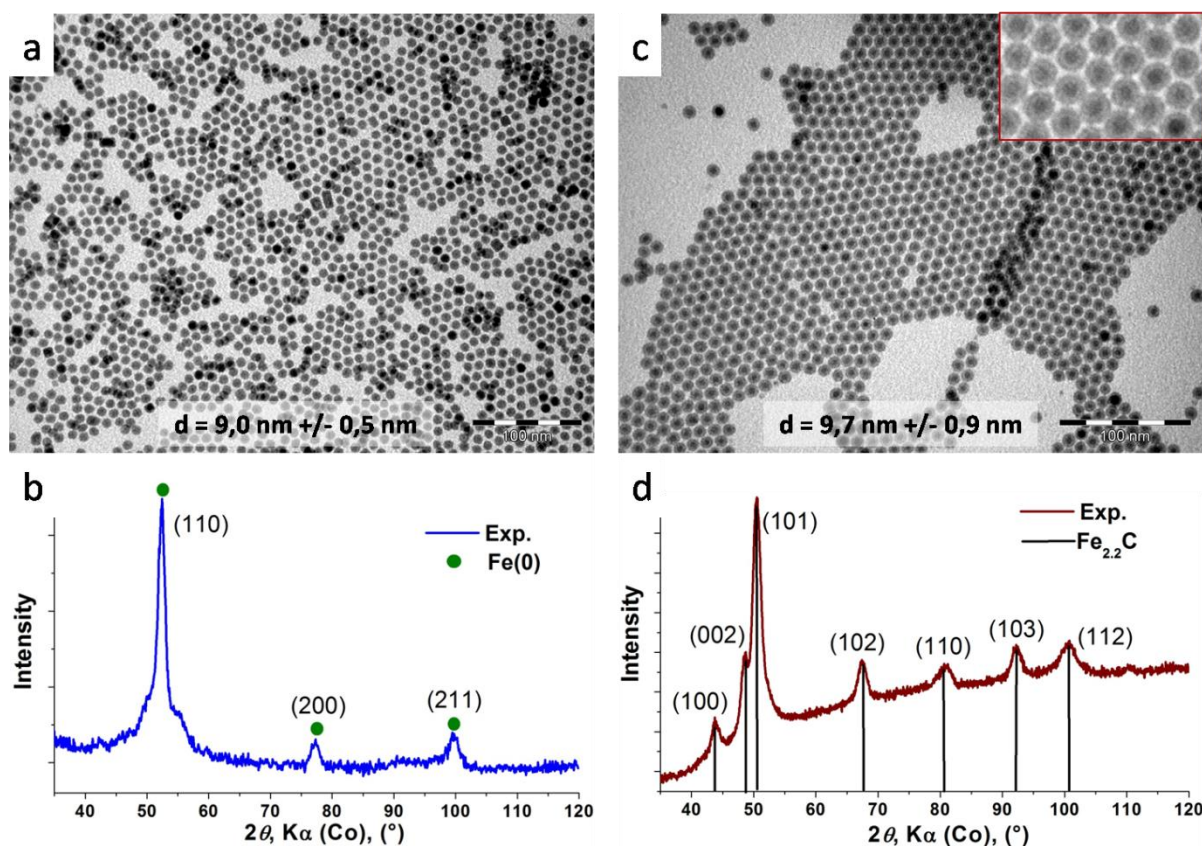 a
d = 9,0 nm +/- 0,5 nm
100 nm
c
d = 9,7 nm +/- 0,9 nm
100 nm
b
(110)
(200)
(211)
Exp.
Fe(0)
Intensity
40 50 60 70 80 90 100 110 120
2θ, Kα (Co), (°)
d
(100)
(002)
(101)
(102)
(110)
(103)
(112)
Exp.
Fe₂.₂C
Intensity
40 50 60 70 80 90 100 110 120
2θ, Kα (Co), (°)